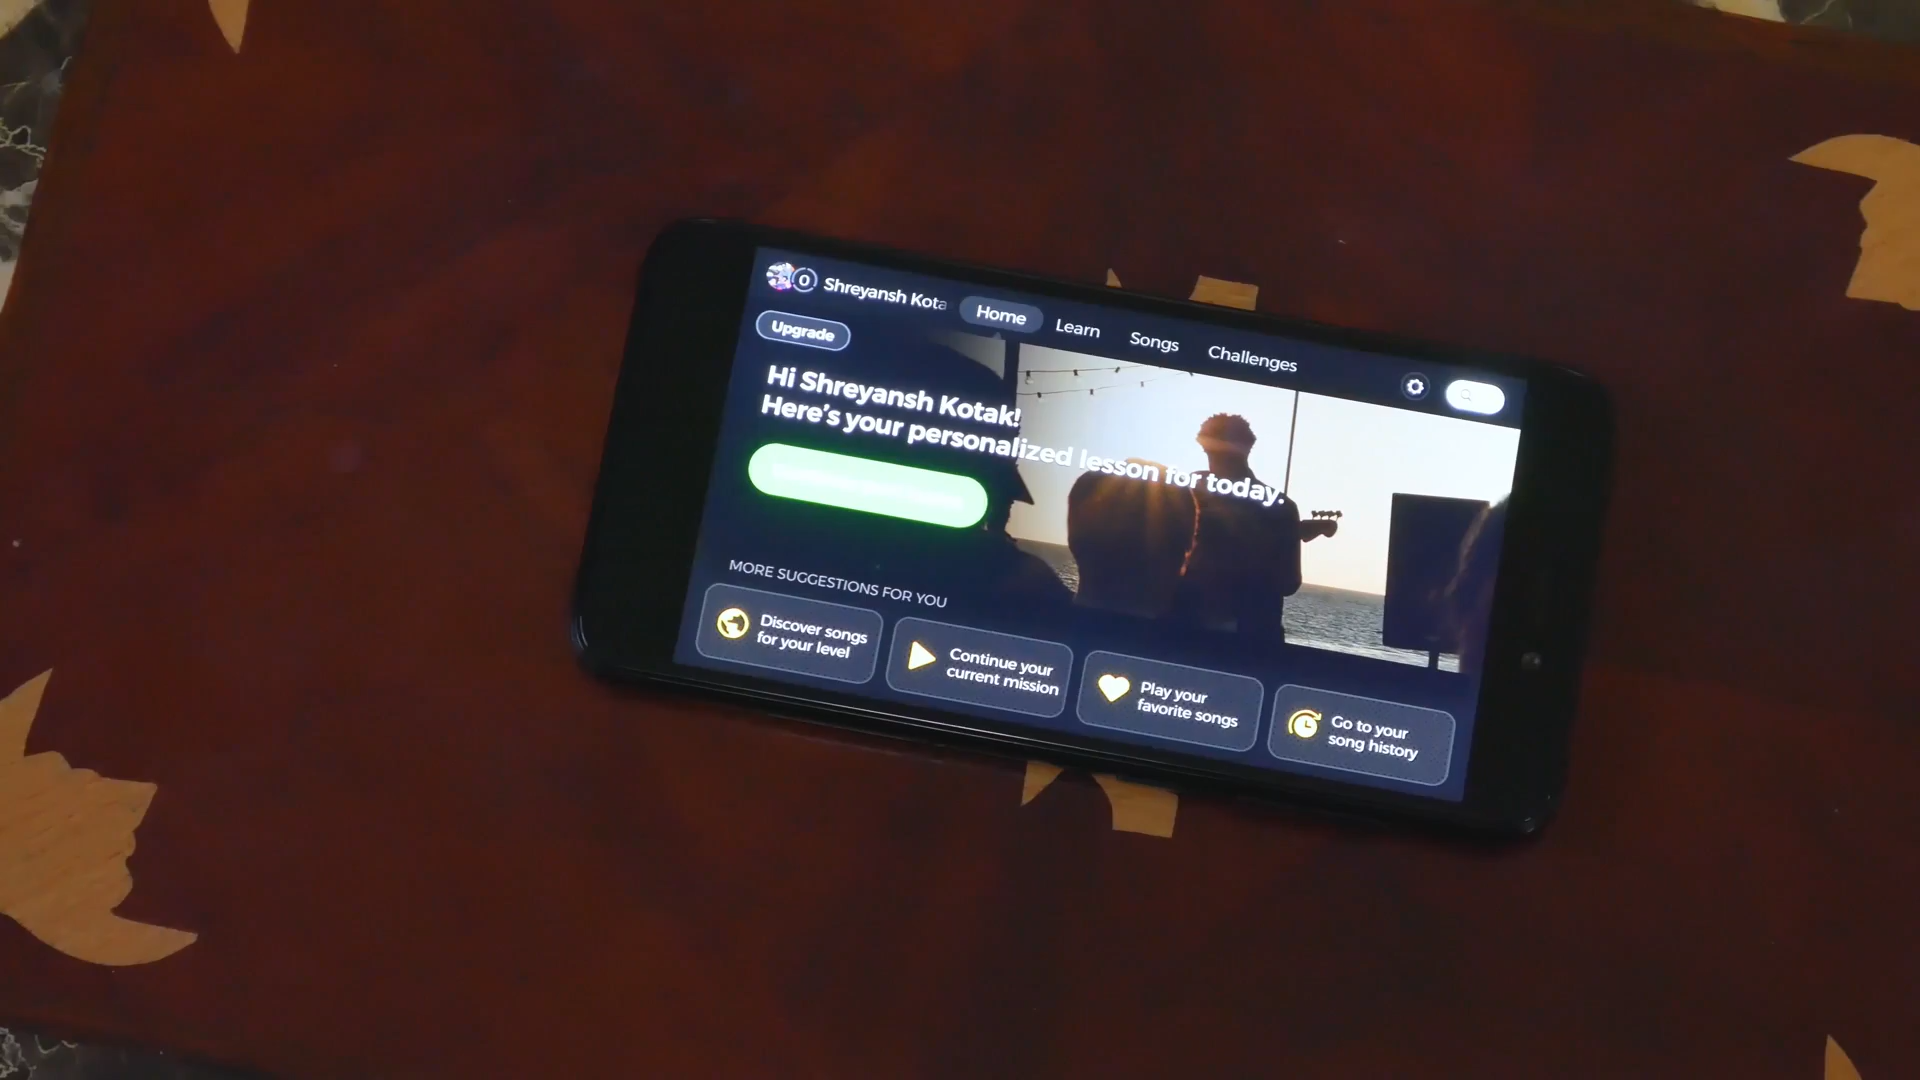 0 Shreyansh Kota
Home
Learn
Songs
Challenges
Upgrade
Hi Shreyansh Kotak!
Here's your personalized lesson for today:
MORE SUGGESTIONS FOR YOU
Discover songs
for your level
Continue your
current mission
Play your
favorite songs
Go to your
song history